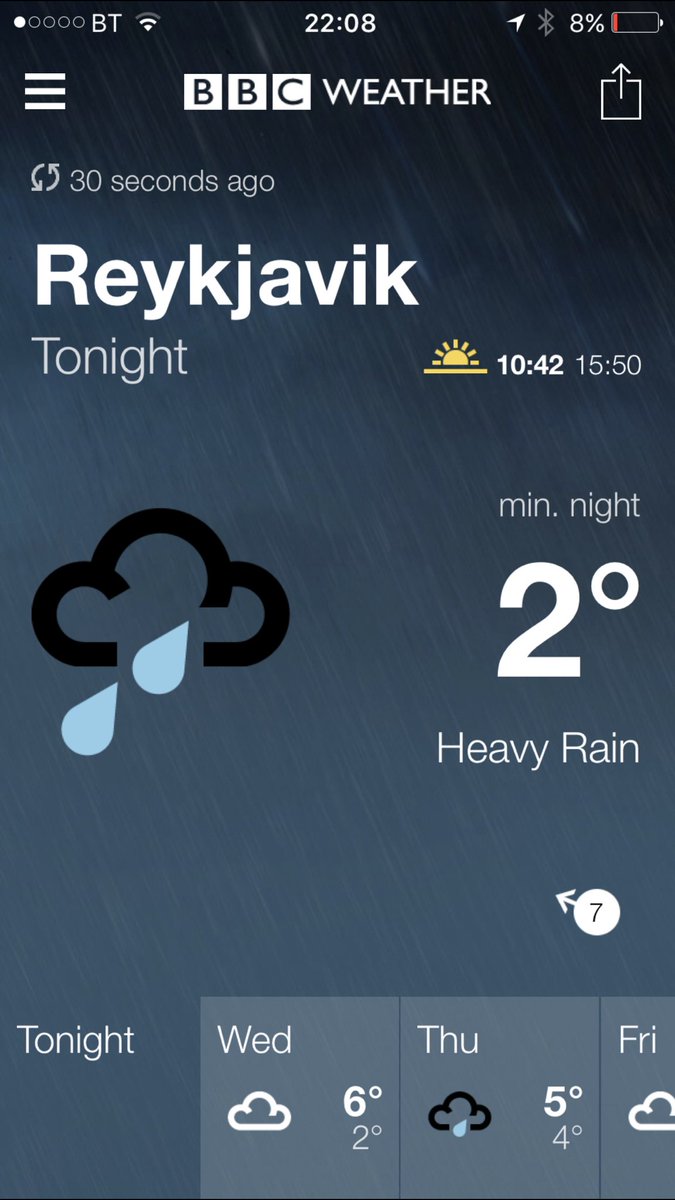 BT 22:08 8%
BBC WEATHER
30 seconds ago
Reykjavik
Tonight 10:42 15:50
min. night
2°
Heavy Rain
7
Tonight Wed Thu Fri
6° 5°
2° 4°